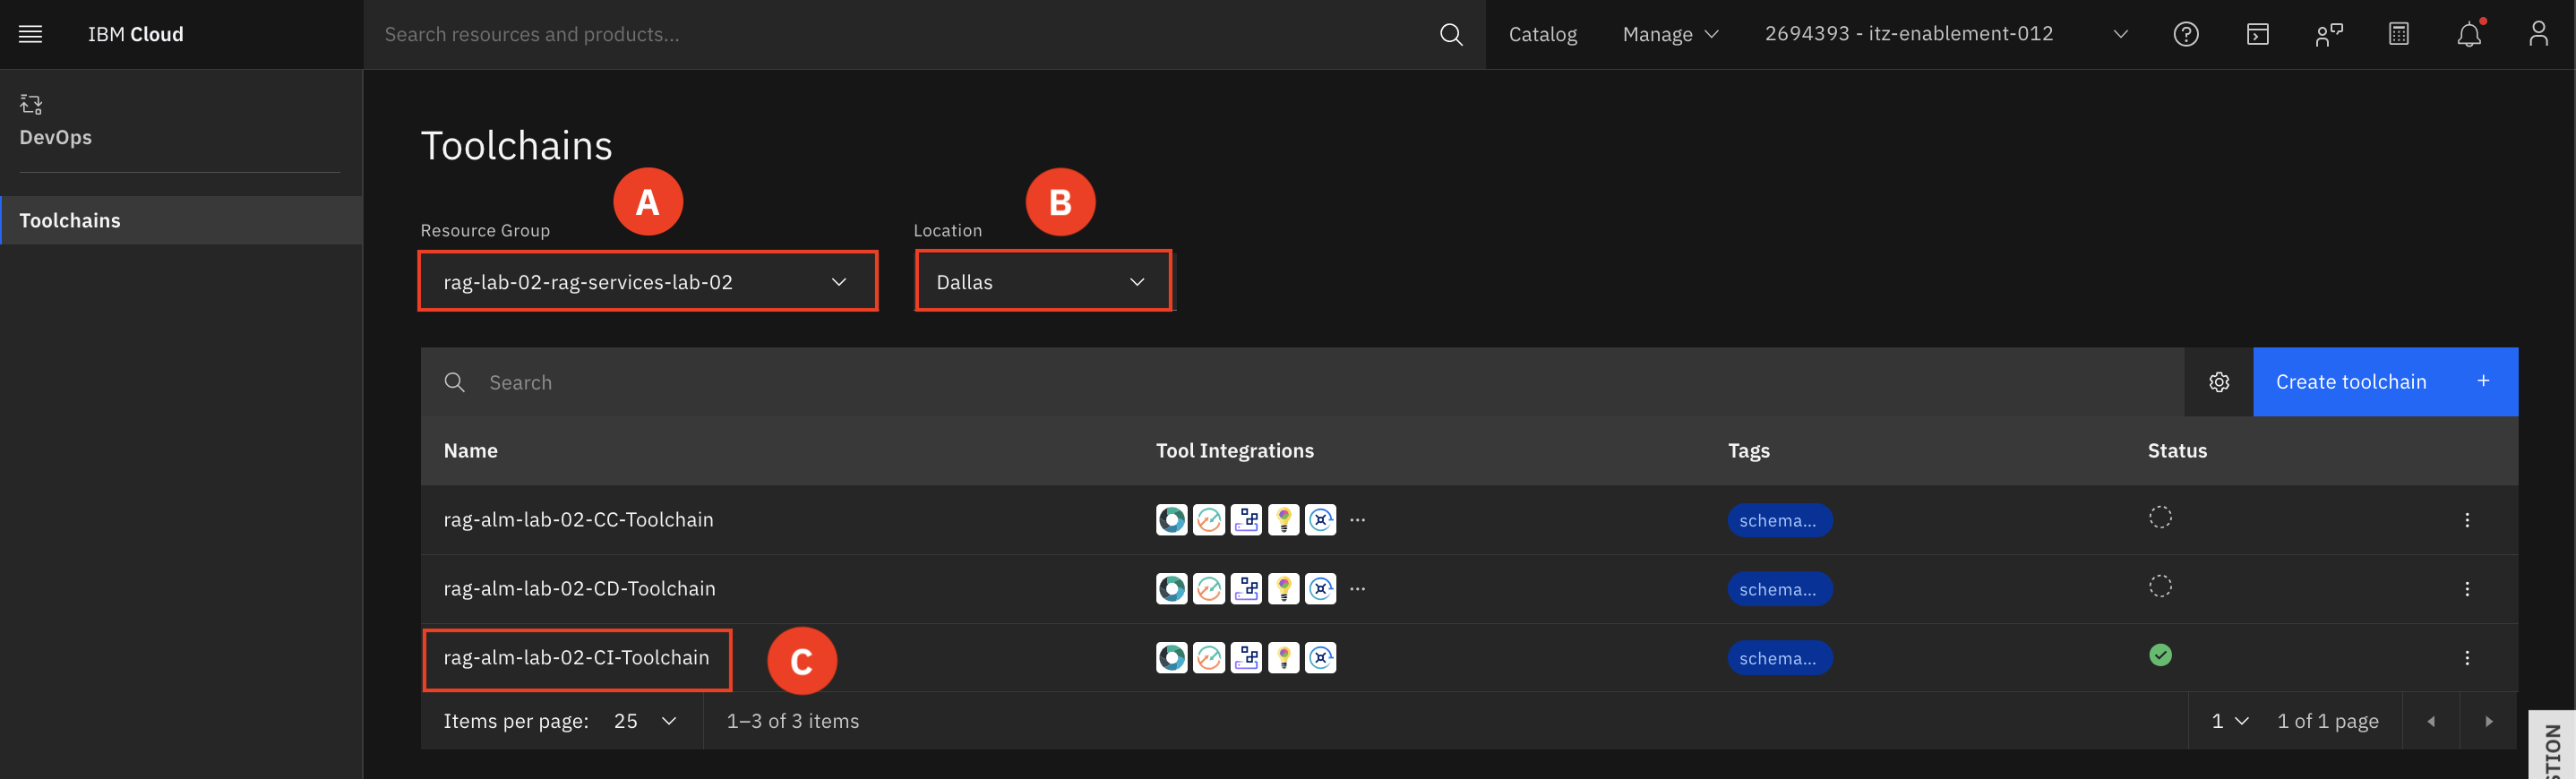 IBM Cloud
Search resources and products...
Catalog
Manage
2694393 - itz-enablement-012
DevOps
Toolchains
Toolchains
A
B
Resource Group
Location
rag-lab-02-rag-services-lab-02
Dallas
Search
Create toolchain +
Name
Tool Integrations
Tags
Status
rag-alm-lab-02-CC-Toolchain
schema...
rag-alm-lab-02-CD-Toolchain
schema...
rag-alm-lab-02-CI-Toolchain
C
schema...
Items per page: 25
1–3 of 3 items
1
1 of 1 page